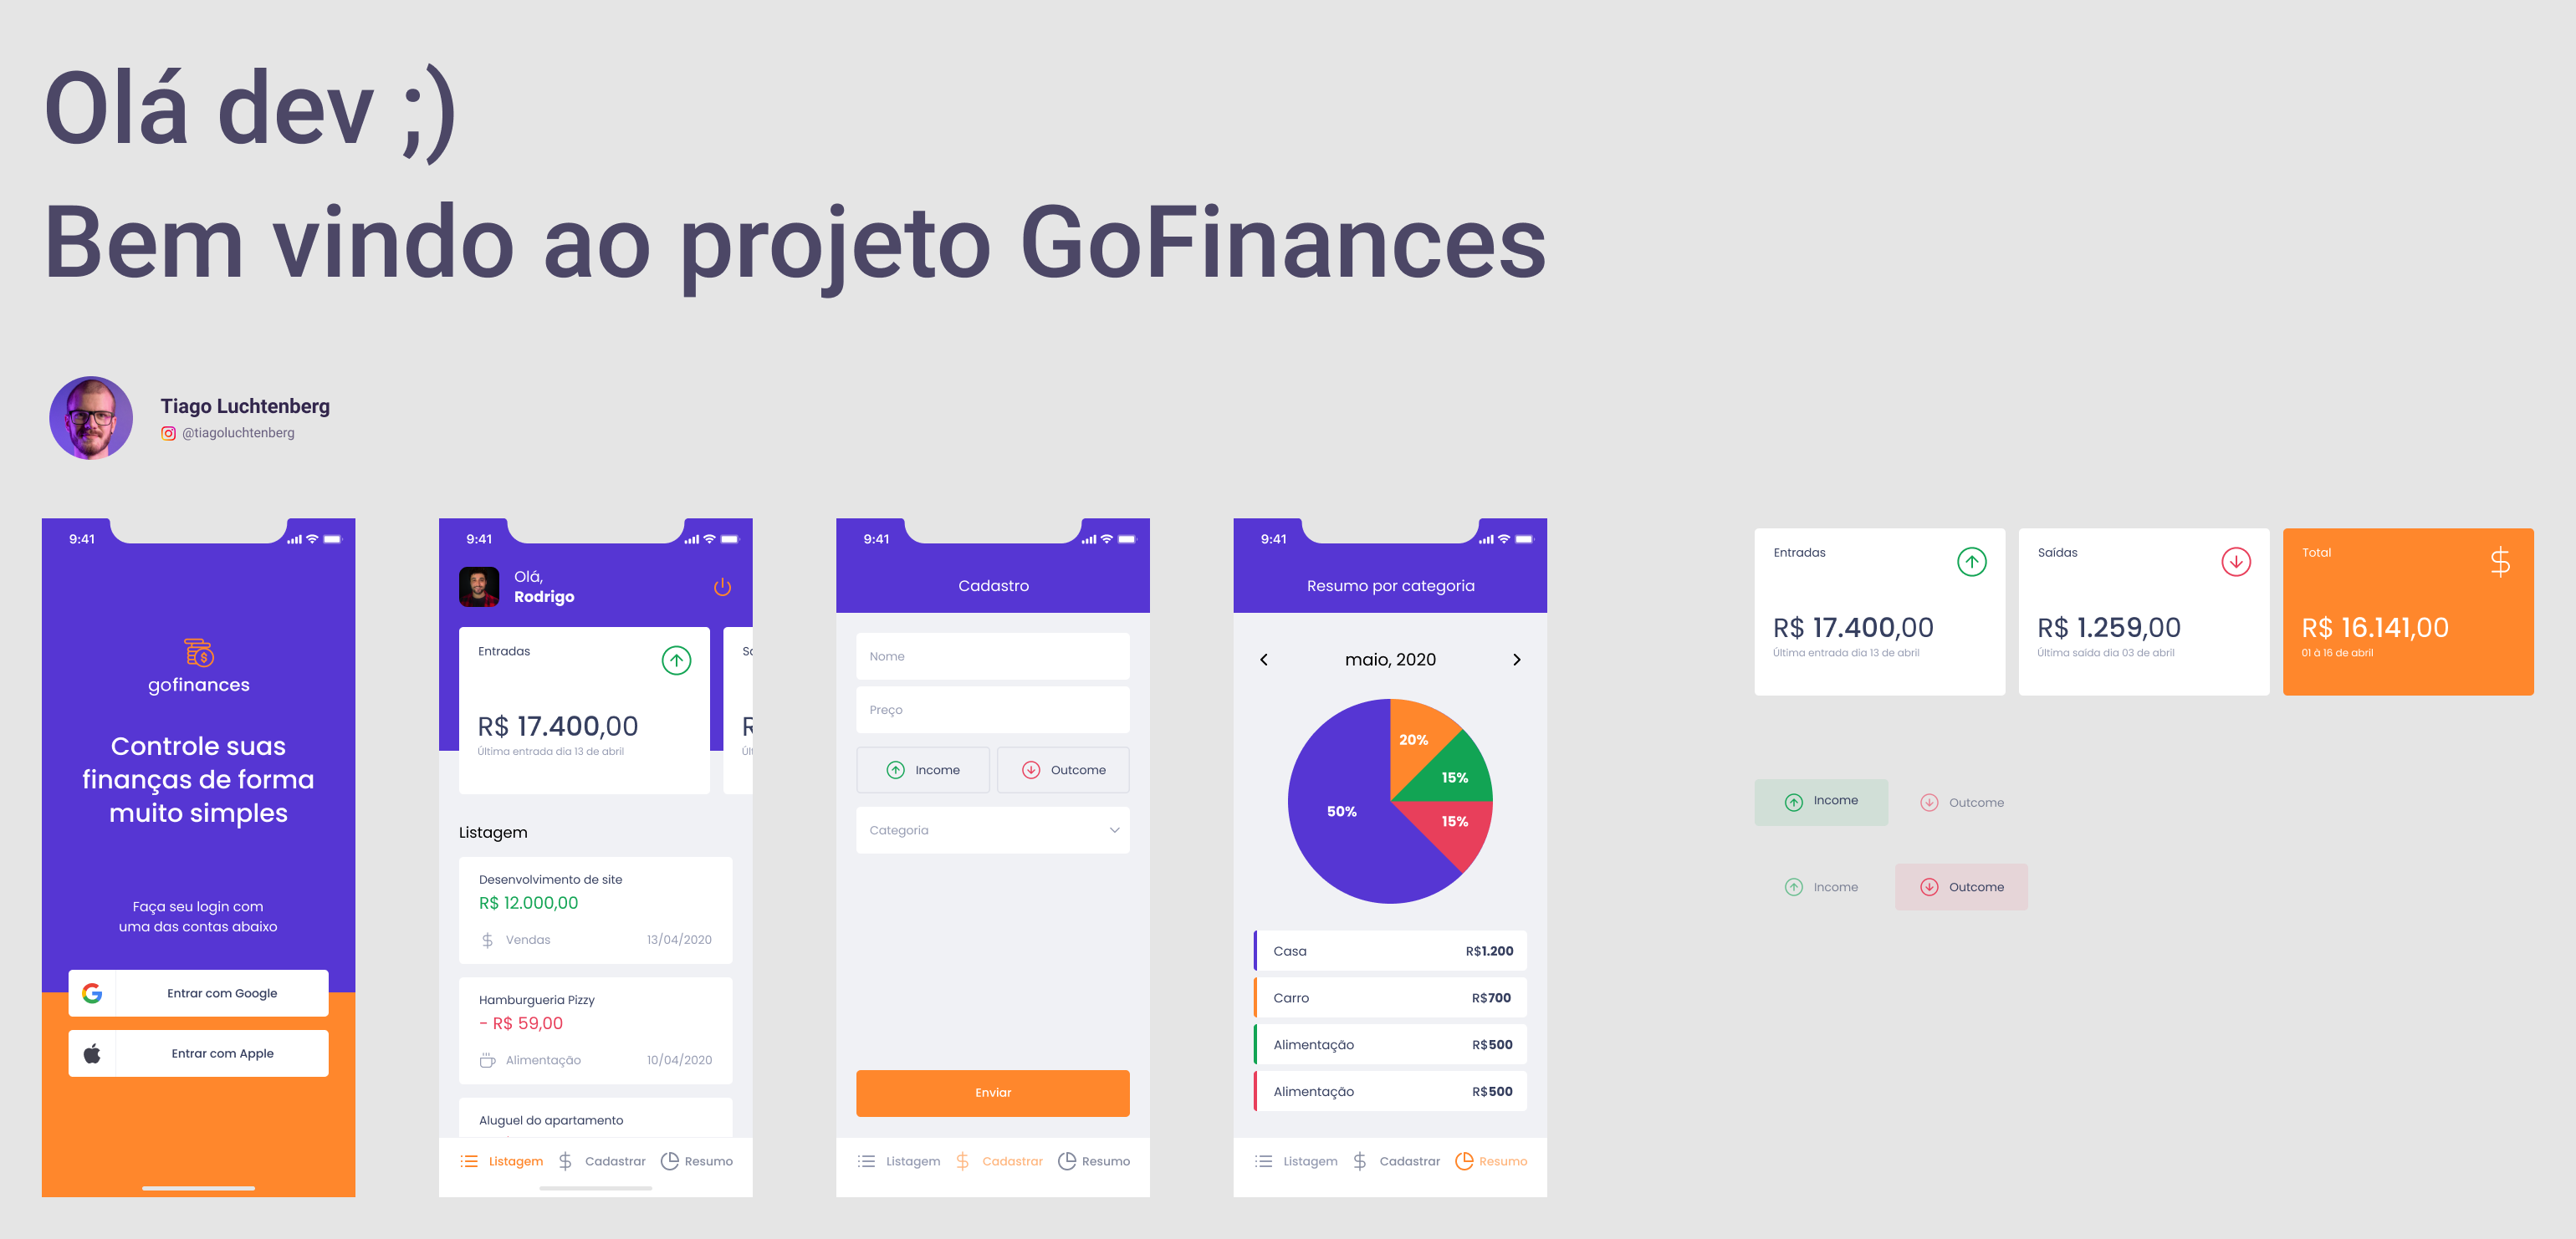 Olá dev ;)
Bem vindo ao projeto GoFinances
Tiago Luchtenberg
@tiagoluchtenberg
9:41
gofinances
Controle suas
finanças de forma
muito simples
Faça seu login com
uma das contas abaixo
Entrar com Google
Entrar com Apple
9:41
Olá,
Rodrigo
Entradas
R$ 17.400,00
Última entrada dia 13 de abril
Listagem
Desenvolvimento de site
R$ 12.000,00
Vendas 13/04/2020
Hamburgueria Pizzy
- R$ 59,00
Alimentação 10/04/2020
Aluguel do apartamento
Listagem Cadastrar Resumo
9:41
Cadastro
Nome
Preço
Income Outcome
Categoria
Enviar
Listagem Cadastrar Resumo
9:41
Resumo por categoria
maio, 2020
20%
15%
50%
15%
Casa R$1.200
Carro R$700
Alimentação R$500
Alimentação R$500
Listagem Cadastrar Resumo
Entradas
R$ 17.400,00
Última entrada dia 13 de abril
Saídas
R$ 1.259,00
Última saída dia 03 de abril
Total
R$ 16.141,00
01 à 16 de abril
Income Outcome
Income Outcome